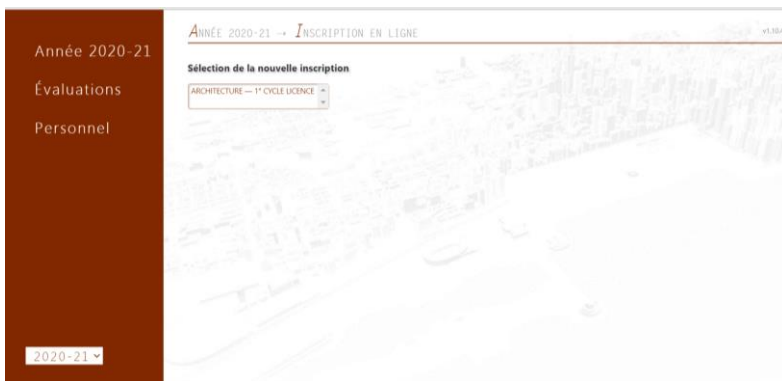 Année 2020-21
Évaluations
Personnel
2020-21
ANNÉE 2020-21 → INSCRIPTION EN LIGNE
Sélection de la nouvelle inscription
ARCHITECTURE — 1° CYCLE LICENCE